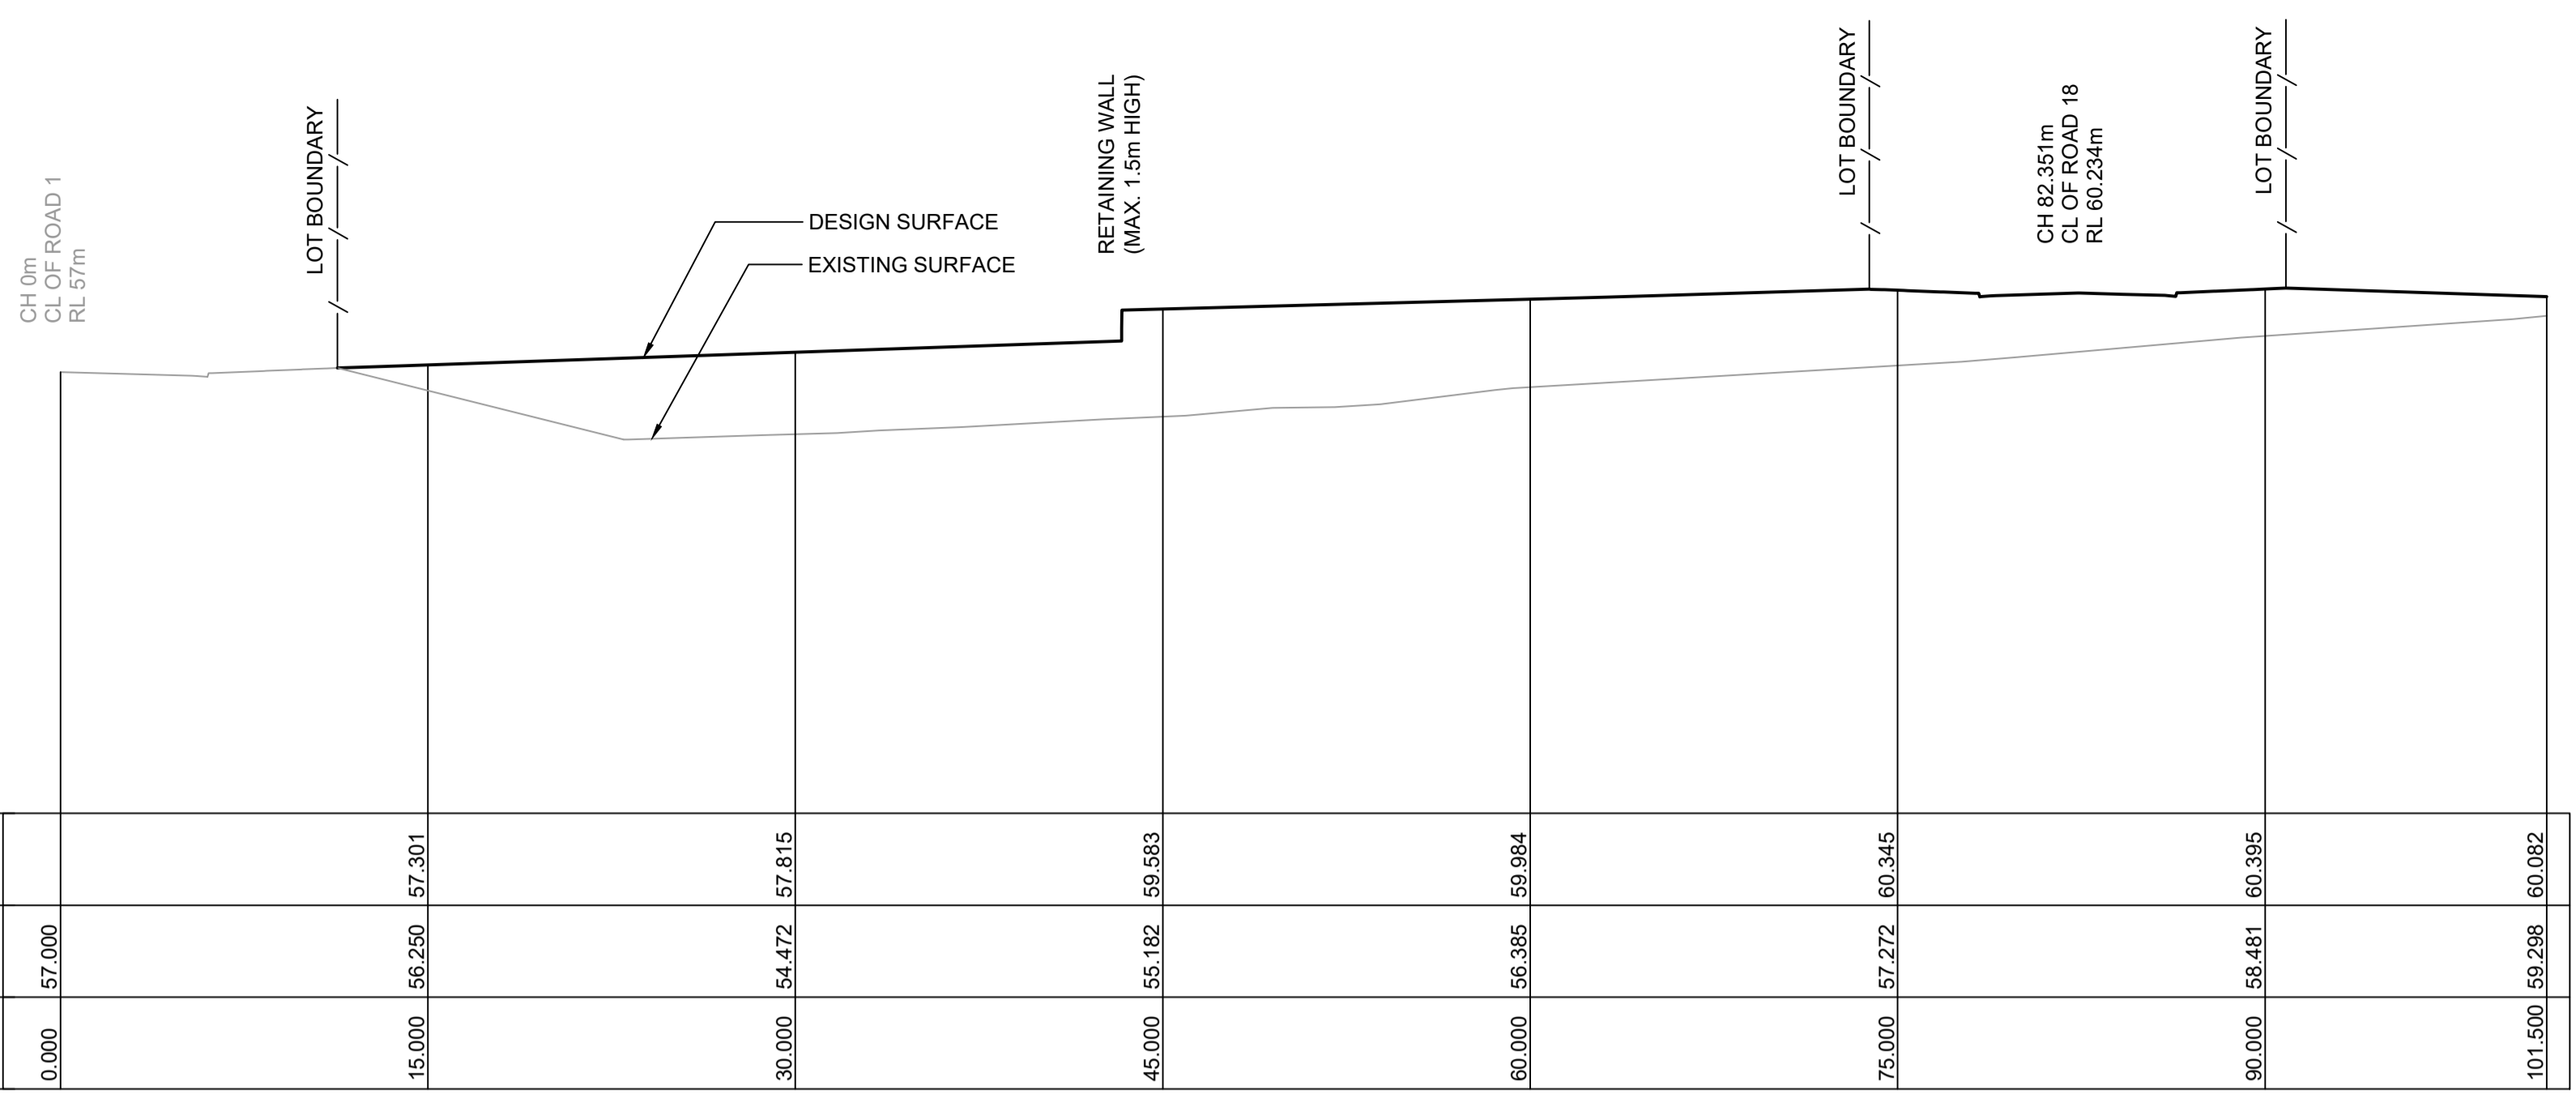 CH 0m
CL OF ROAD 1
RL 57m
LOT BOUNDARY
DESIGN SURFACE
EXISTING SURFACE
RETAINING WALL
(MAX. 1.5m HIGH)
LOT BOUNDARY
CH 82.351m
CL OF ROAD 18
RL 60.234m
LOT BOUNDARY
57.301 57.815 59.583 59.984 60.345 60.395 60.082
57.000 56.250 54.472 55.182 56.385 57.272 58.481 59.298
0.000 15.000 30.000 45.000 60.000 75.000 90.000 101.500